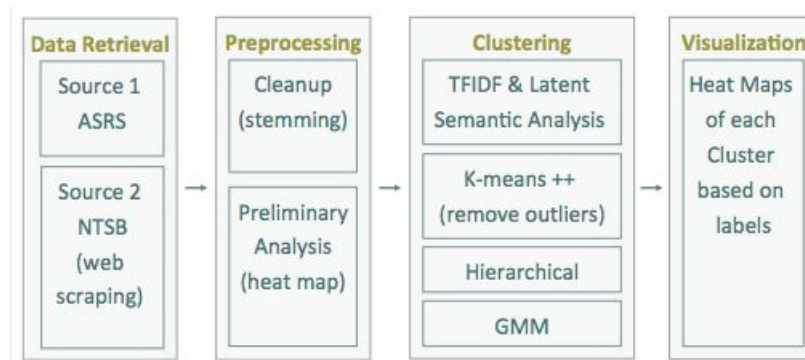 Data Retrieval
Source 1
ASRS
Source 2
NTSB
(web
scraping)
Preprocessing
Cleanup
(stemming)
Preliminary
Analysis
(heat map)
Clustering
TFIDF & Latent
Semantic Analysis
K-means ++
(remove outliers)
Hierarchical
GMM
Visualization
Heat Maps
of each
Cluster
based on
labels